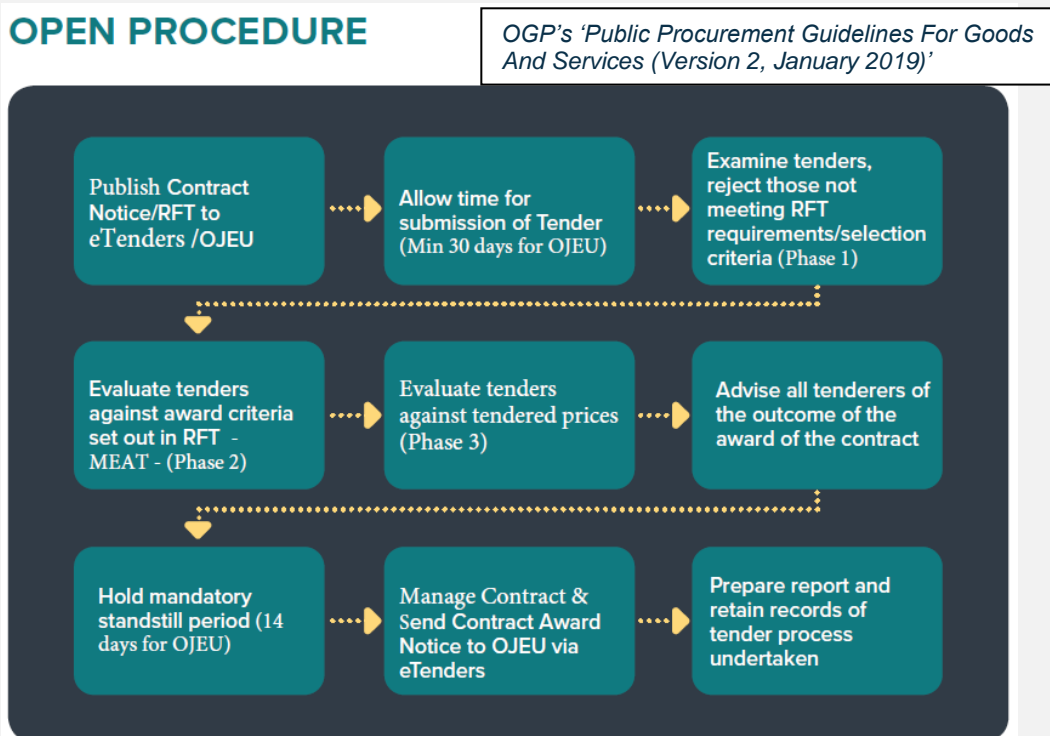 OPEN PROCEDURE
OGP's 'Public Procurement Guidelines For Goods
And Services (Version 2, January 2019)'
Publish Contract
Notice/RFT to
eTenders /OJEU
Allow time for
submission of Tender
(Min 30 days for OJEU)
Examine tenders,
reject those not
meeting RFT
requirements/selection
criteria (Phase 1)
Evaluate tenders
against award criteria
set out in RFT -
MEAT - (Phase 2)
Evaluate tenders
against tendered prices
(Phase 3)
Advise all tenderers of
the outcome of the
award of the contract
Hold mandatory
standstill period (14
days for OJEU)
Manage Contract &
Send Contract Award
Notice to OJEU via
eTenders
Prepare report and
retain records of
tender process
undertaken